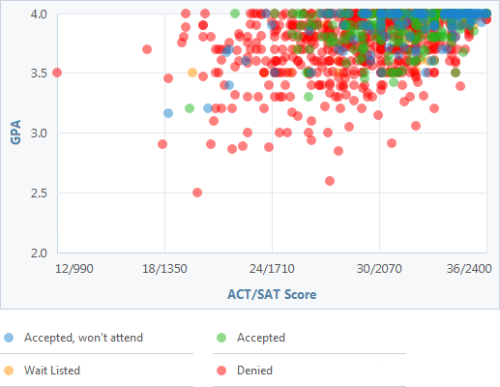 4.0
3.5
3.0
2.5
2.0
GPA
12/990 18/1350 24/1710 30/2070 36/2400
ACT/SAT Score
Accepted, won't attend Accepted
Wait Listed Denied